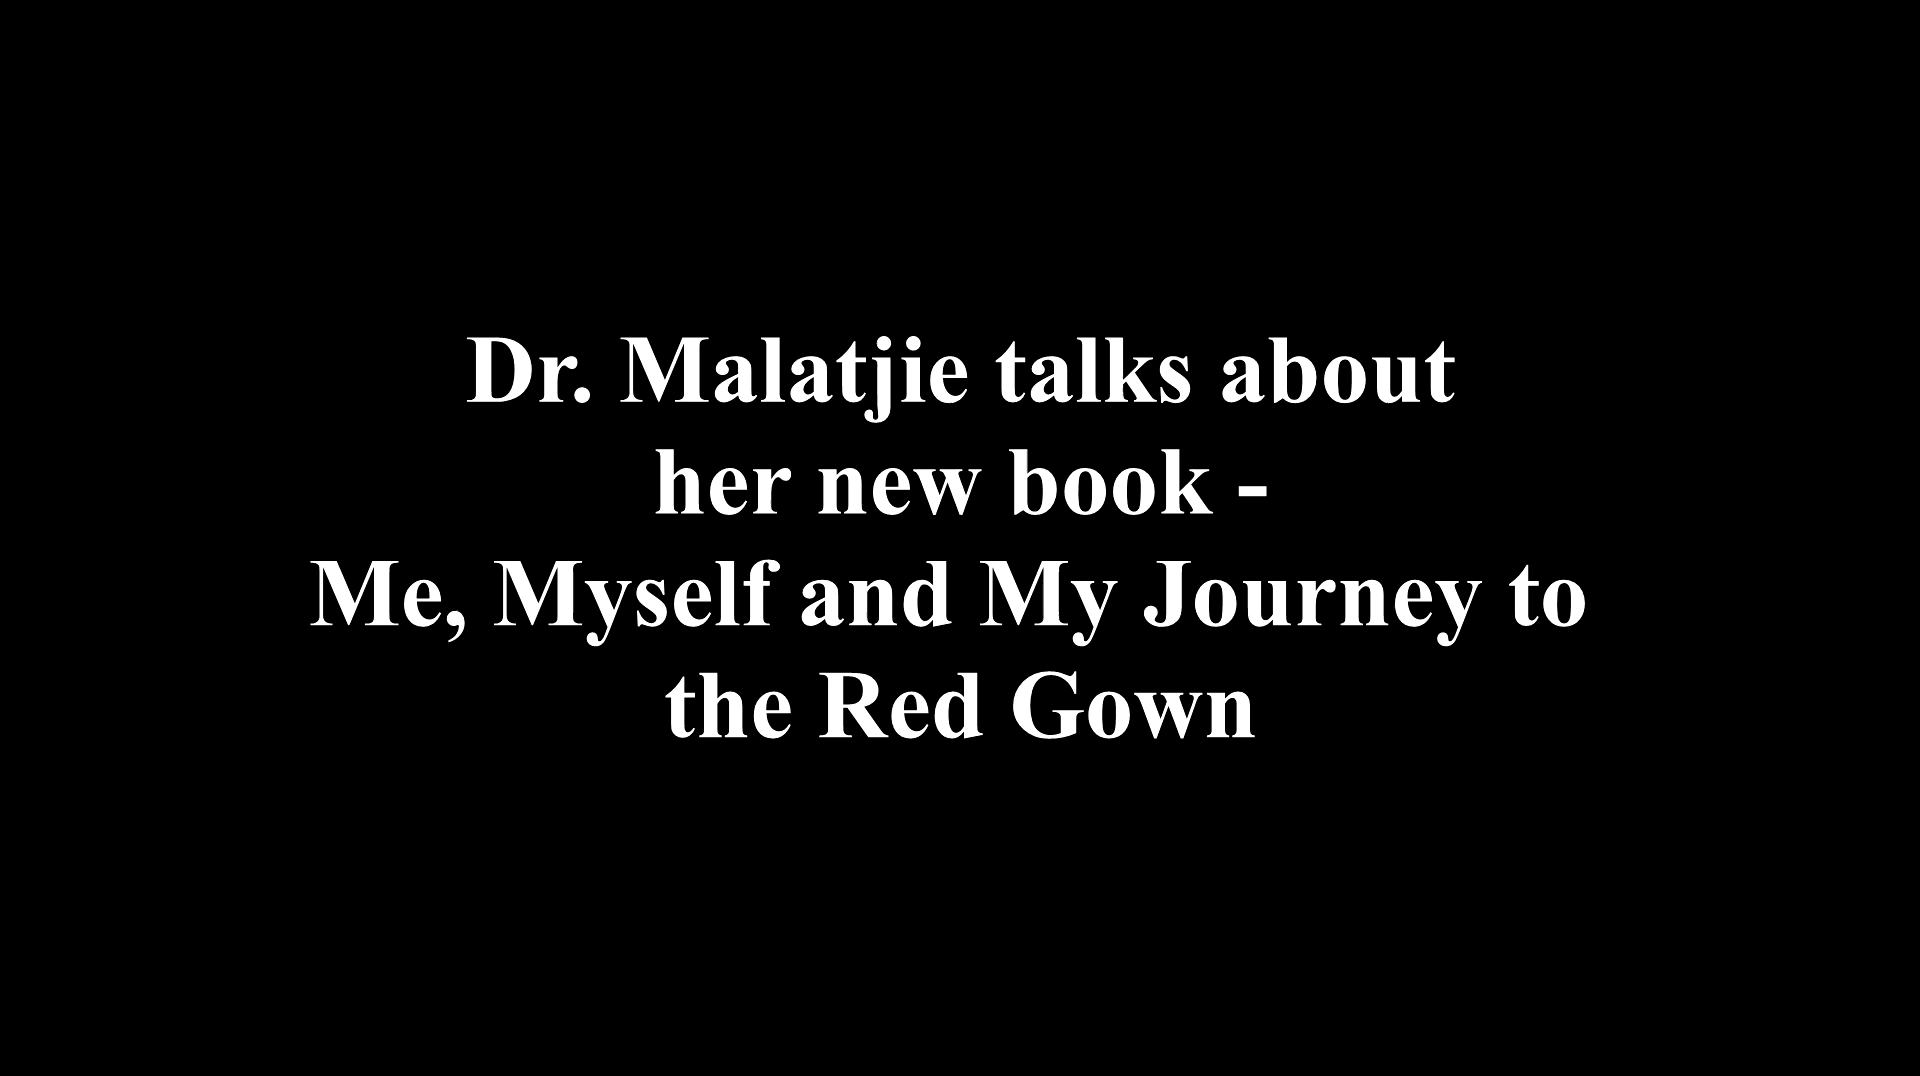 Dr. Malatjie talks about
her new book -
Me, Myself and My Journey to
the Red Gown